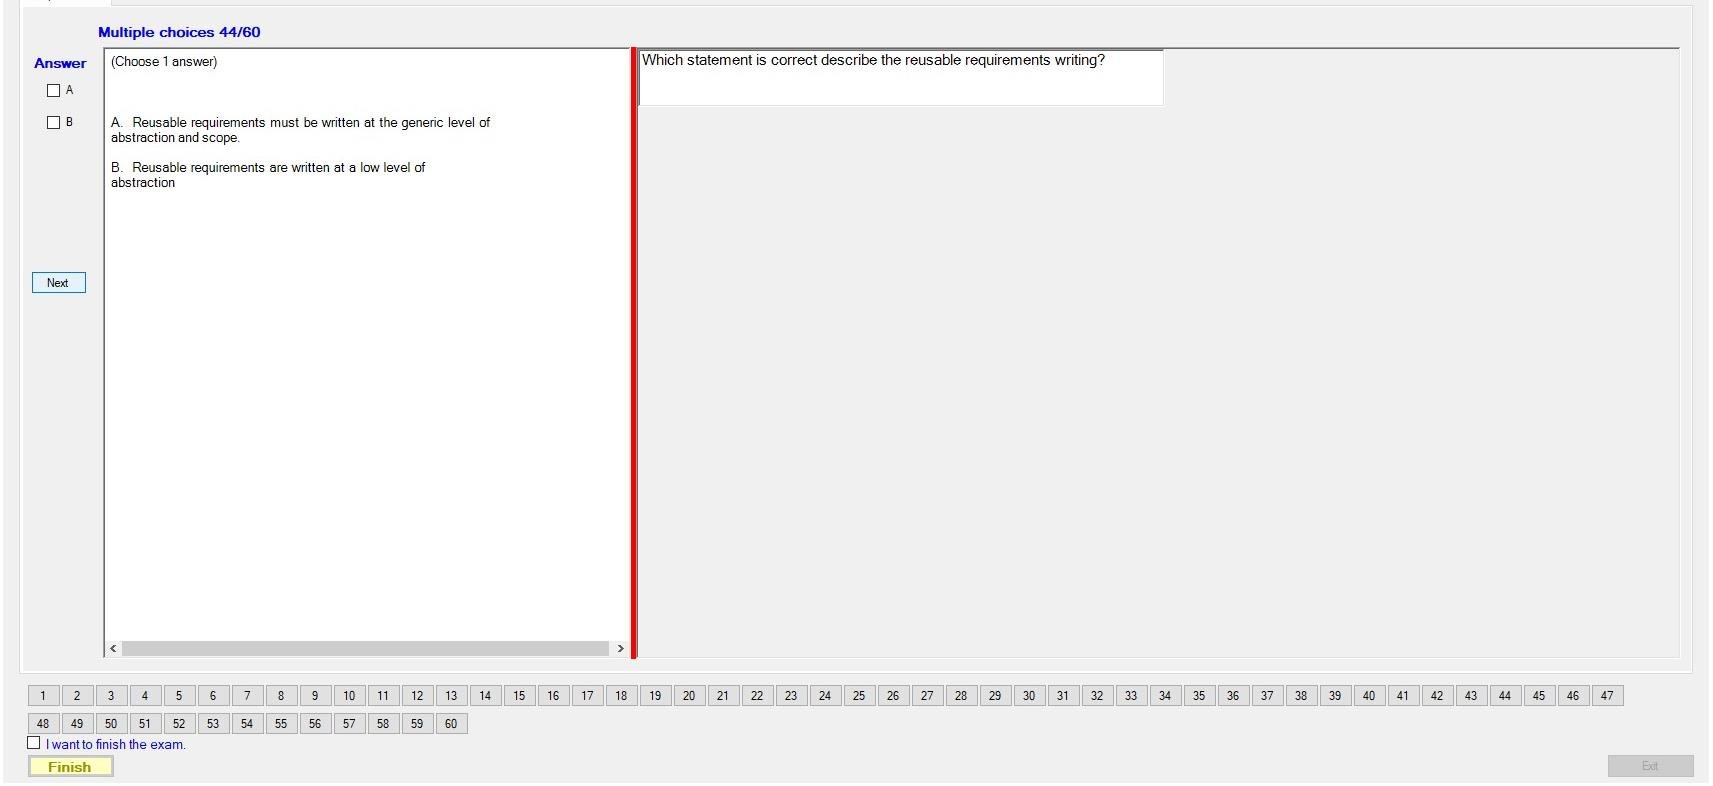 Multiple choices 44/60
Answer
A
B
Next
(Choose 1 answer)
A. Reusable requirements must be written at the generic level of
abstraction and scope.
B. Reusable requirements are written at a low level of
abstraction
Which statement is correct describe the reusable requirements writing?
1 2 3 4 5 6 7 8 9 10 11 12 13 14 15 16 17 18 19 20 21 22 23 24 25 26 27 28 29 30 31 32 33 34 35 36 37 38 39 40 41 42 43 44 45 46 47
48 49 50 51 52 53 54 55 56 57 58 59 60
I want to finish the exam.
Finish
Exit